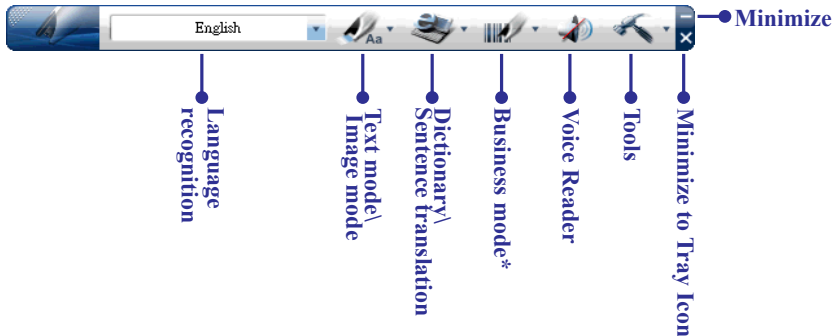 English
Aa
Minimize
Language
recognition
Text mode\
Image mode
Dictionary\
Sentence translation
Business mode*
Voice Reader
Tools
Minimize to Tray Icon